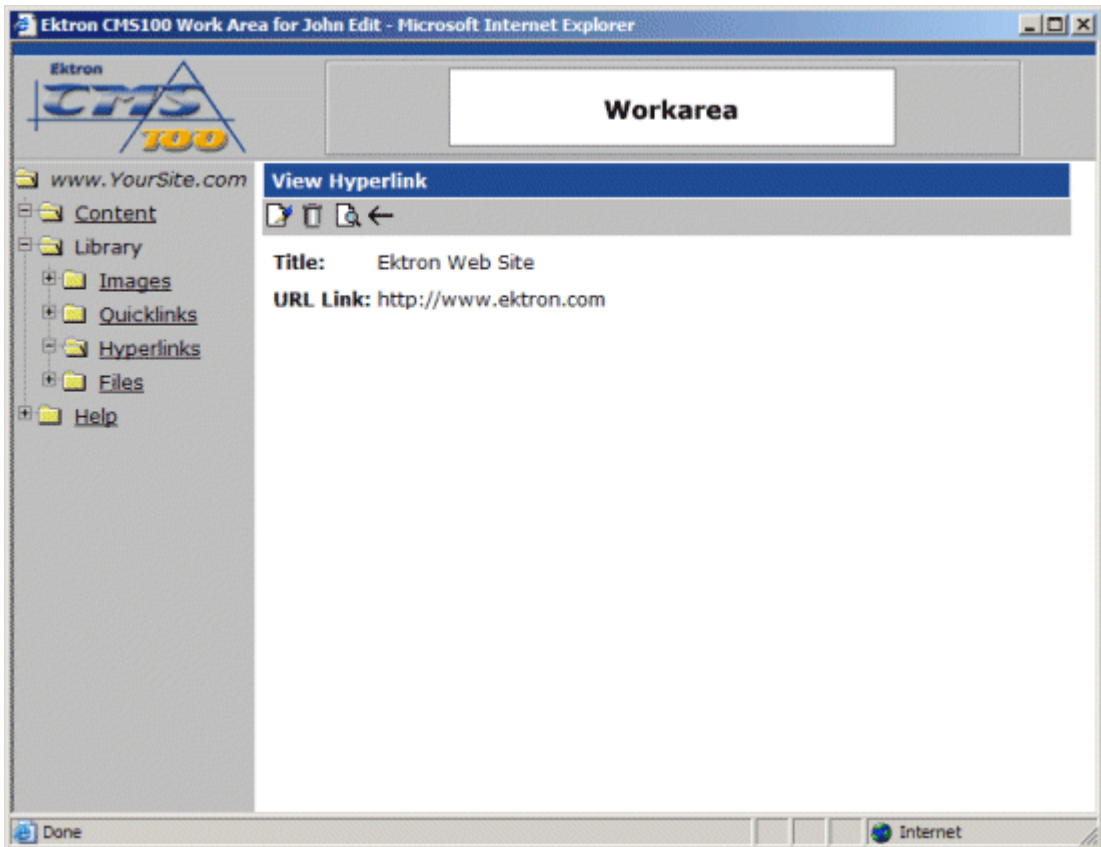 Ektron CMS100 Work Area for John Edit - Microsoft Internet Explorer
Ektron
CMS
100
Workarea
www.YourSite.com
Content
Library
Images
Quicklinks
Hyperlinks
Files
Help
View Hyperlink
Title: Ektron Web Site
URL Link: http://www.ektron.com
Done
Internet